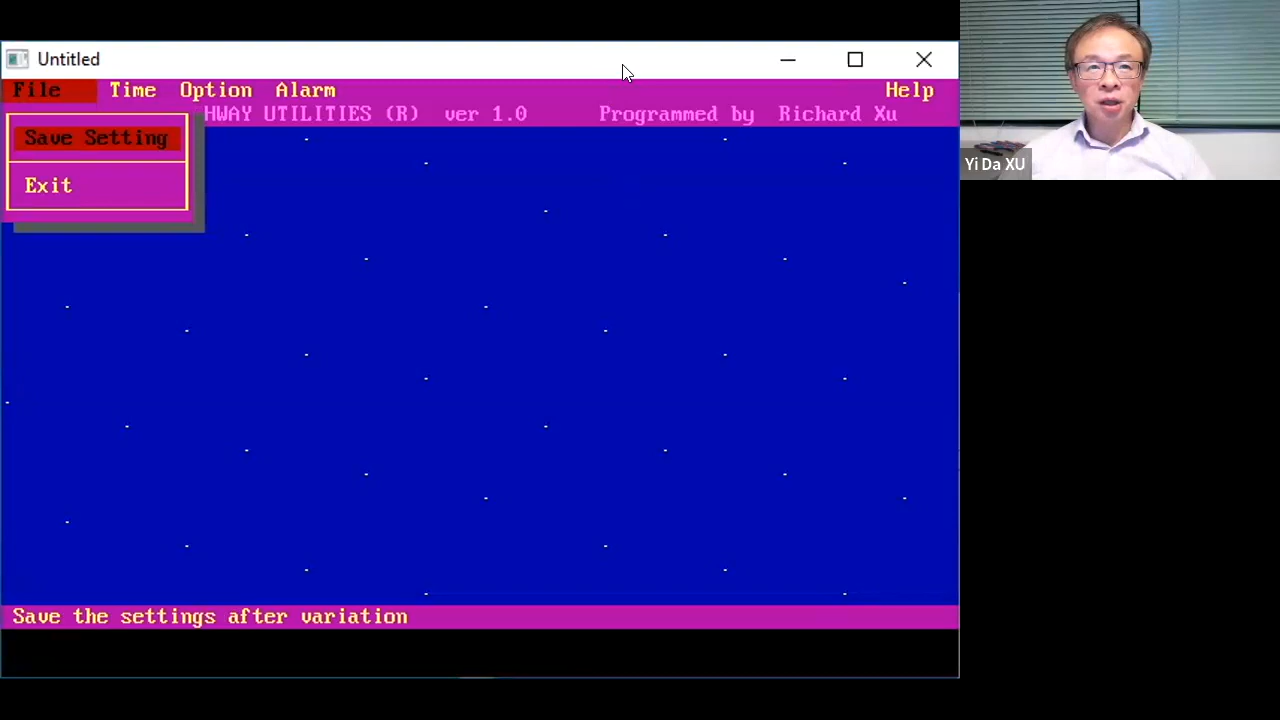 Untitled
File Time Option Alarm Help
HWAY UTILITIES (R) ver 1.0 Programmed by Richard Xu
Save Setting
Exit
Yi Da XU
Save the settings after variation